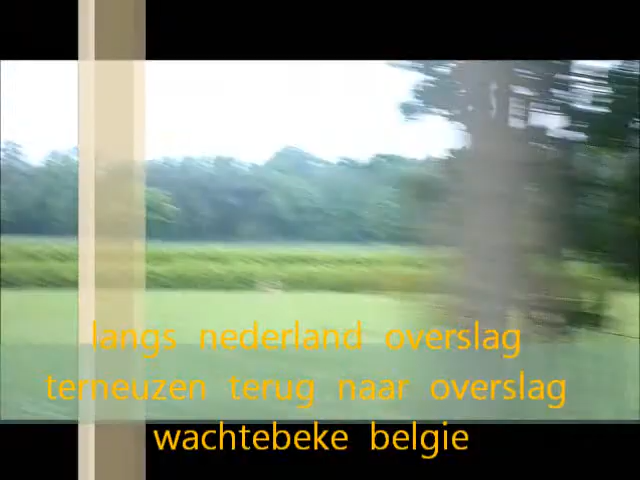 langs nederland overslag
terneuzen terug naar overslag
wachtebeke belgie